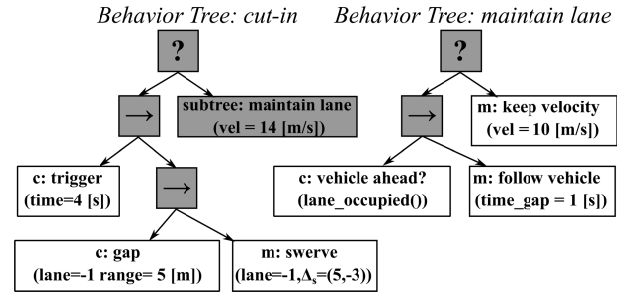 Behavior Tree: cut-in
Behavior Tree: maintain lane
?
?
→
subtree: maintain lane
(vel = 14 [m/s])
→
m: keep velocity
(vel = 10 [m/s])
c: trigger
(time=4 [s])
→
c: vehicle ahead?
(lane_occupied())
m: follow vehicle
(time_gap = 1 [s])
c: gap
(lane=-1 range= 5 [m])
m: swerve
(lane=-1,Δs=(5,-3))